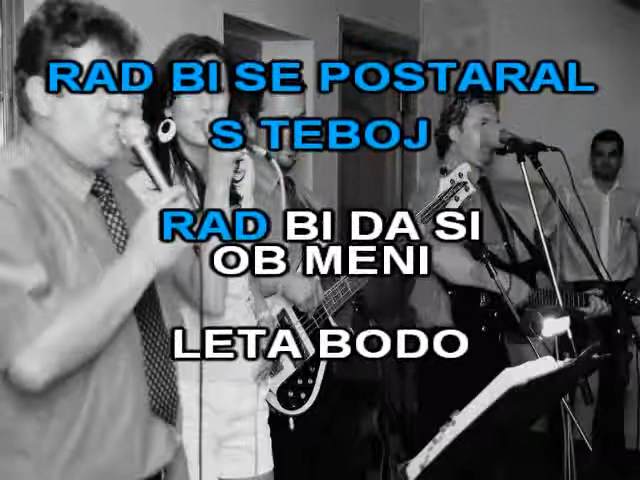 RAD BI SE POSTARAL
S TEBOJ
RAD BI DA SI
OB MENI
LETA BODO